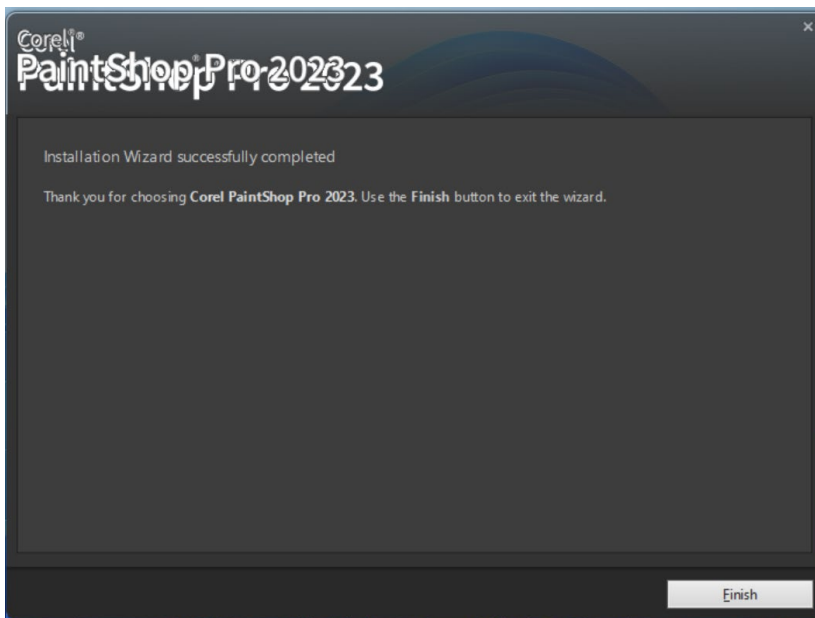 Corel®
PaintShop Pro 2023
Installation Wizard successfully completed
Thank you for choosing Corel PaintShop Pro 2023. Use the Finish button to exit the wizard.
Finish